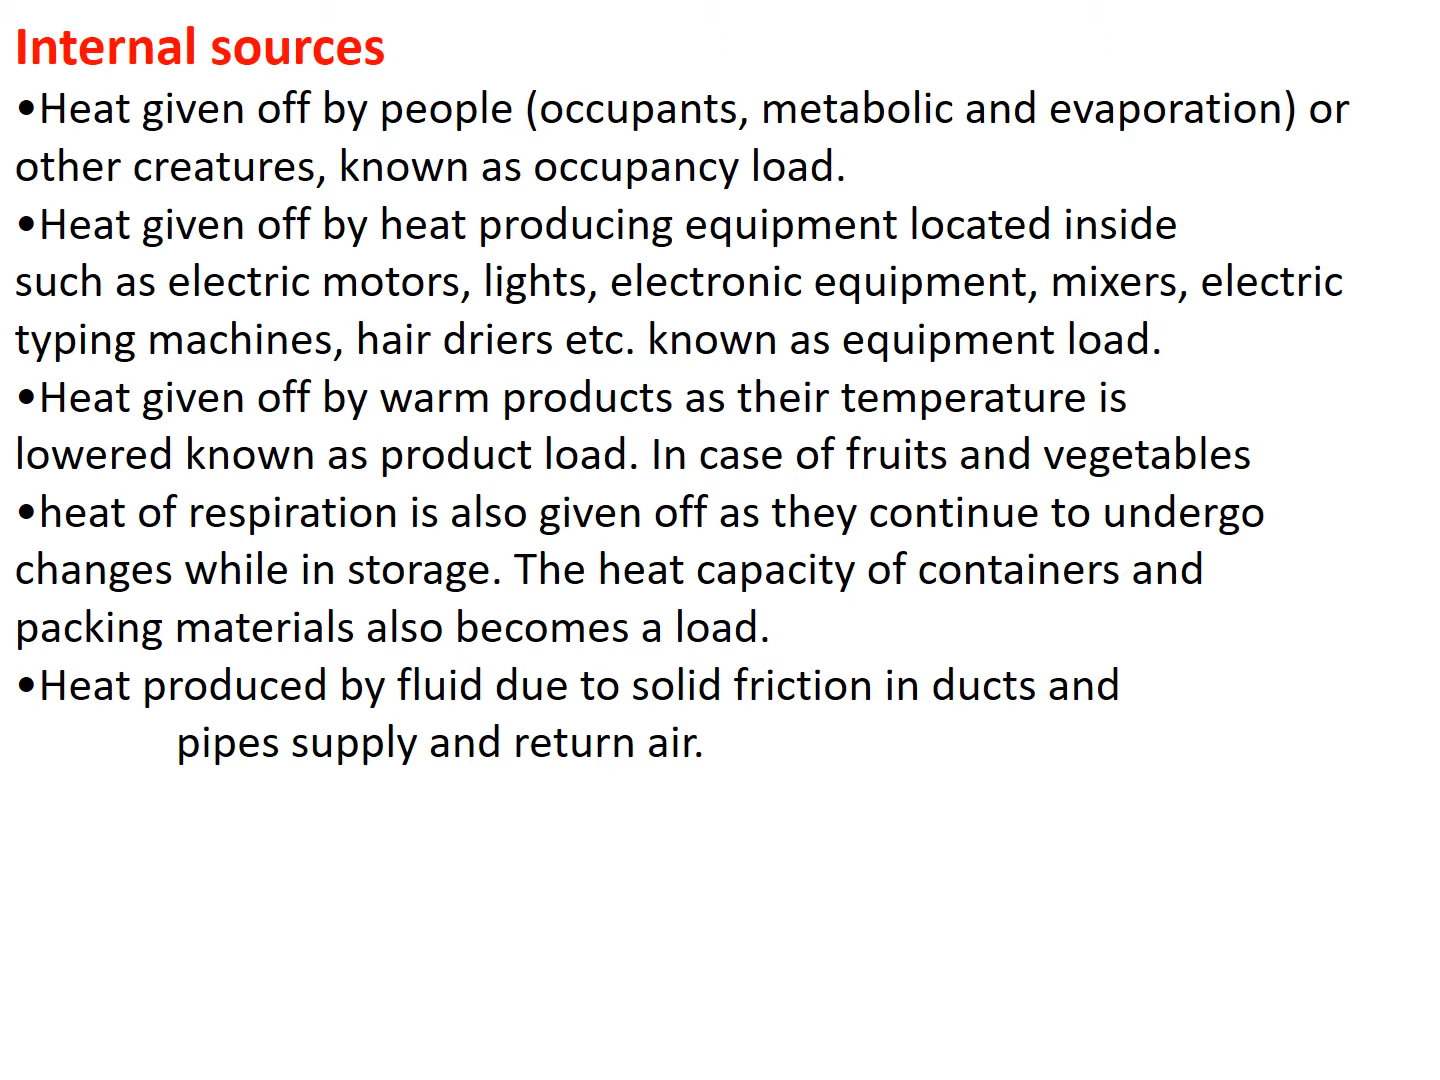 Internal sources
•Heat given off by people (occupants, metabolic and evaporation) or
other creatures, known as occupancy load.
•Heat given off by heat producing equipment located inside
such as electric motors, lights, electronic equipment, mixers, electric
typing machines, hair driers etc. known as equipment load.
•Heat given off by warm products as their temperature is
lowered known as product load. In case of fruits and vegetables
•heat of respiration is also given off as they continue to undergo
changes while in storage. The heat capacity of containers and
packing materials also becomes a load.
•Heat produced by fluid due to solid friction in ducts and
pipes supply and return air.